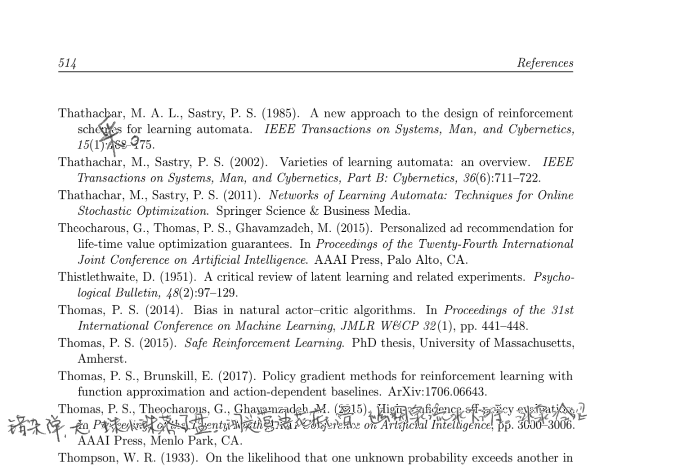 514 References
Thathachar, M. A. L., Sastry, P. S. (1985). A new approach to the design of reinforcement
schemes for learning automata. IEEE Transactions on Systems, Man, and Cybernetics,
15(1):168–175.
Thathachar, M., Sastry, P. S. (2002). Varieties of learning automata: an overview. IEEE
Transactions on Systems, Man, and Cybernetics, Part B: Cybernetics, 36(6):711–722.
Thathachar, M., Sastry, P. S. (2011). Networks of Learning Automata: Techniques for Online
Stochastic Optimization. Springer Science & Business Media.
Theocharous, G., Thomas, P. S., Ghavamzadeh, M. (2015). Personalized ad recommendation for
life-time value optimization guarantees. In Proceedings of the Twenty-Fourth International
Joint Conference on Artificial Intelligence. AAAI Press, Palo Alto, CA.
Thistlethwaite, D. (1951). A critical review of latent learning and related experiments. Psycho-
logical Bulletin, 48(2):97–129.
Thomas, P. S. (2014). Bias in natural actor–critic algorithms. In Proceedings of the 31st
International Conference on Machine Learning, JMLR W&CP 32(1), pp. 441–448.
Thomas, P. S. (2015). Safe Reinforcement Learning. PhD thesis, University of Massachusetts,
Amherst.
Thomas, P. S., Brunskill, E. (2017). Policy gradient methods for reinforcement learning with
function approximation and action-dependent baselines. ArXiv:1706.06643.
Thomas, P. S., Theocharous, G., Ghavamzadeh, M. (2015). High-confidence off-policy evaluation.
In Proceedings of the Twenty-Ninth AAAI Conference on Artificial Intelligence, pp. 3000–3006.
AAAI Press, Menlo Park, CA.
Thompson, W. R. (1933). On the likelihood that one unknown probability exceeds another in